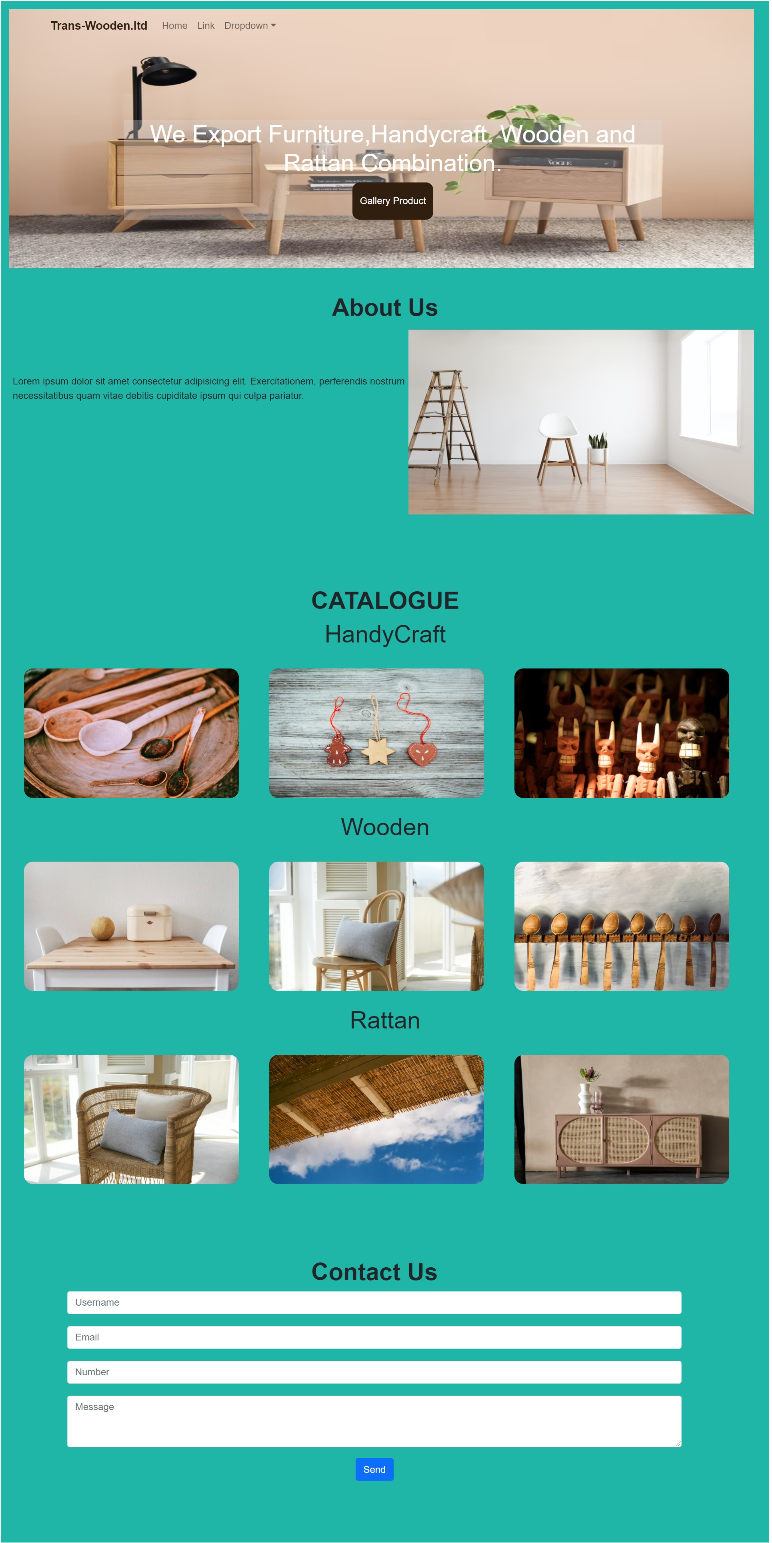 Trans-Wooden.ltd Home Link Dropdown
We Export Furniture,Handycraft, Wooden and
Rattan Combination.
VOGUE
Gallery Product
About Us
Lorem ipsum dolor sit amet consectetur adipisicing elit. Exercitationem, perferendis nostrum
necessitatibus quam vitae debitis cupiditate ipsum qui culpa pariatur.
CATALOGUE
HandyCraft
Wooden
Rattan
Contact Us
Username
Email
Number
Message
Send